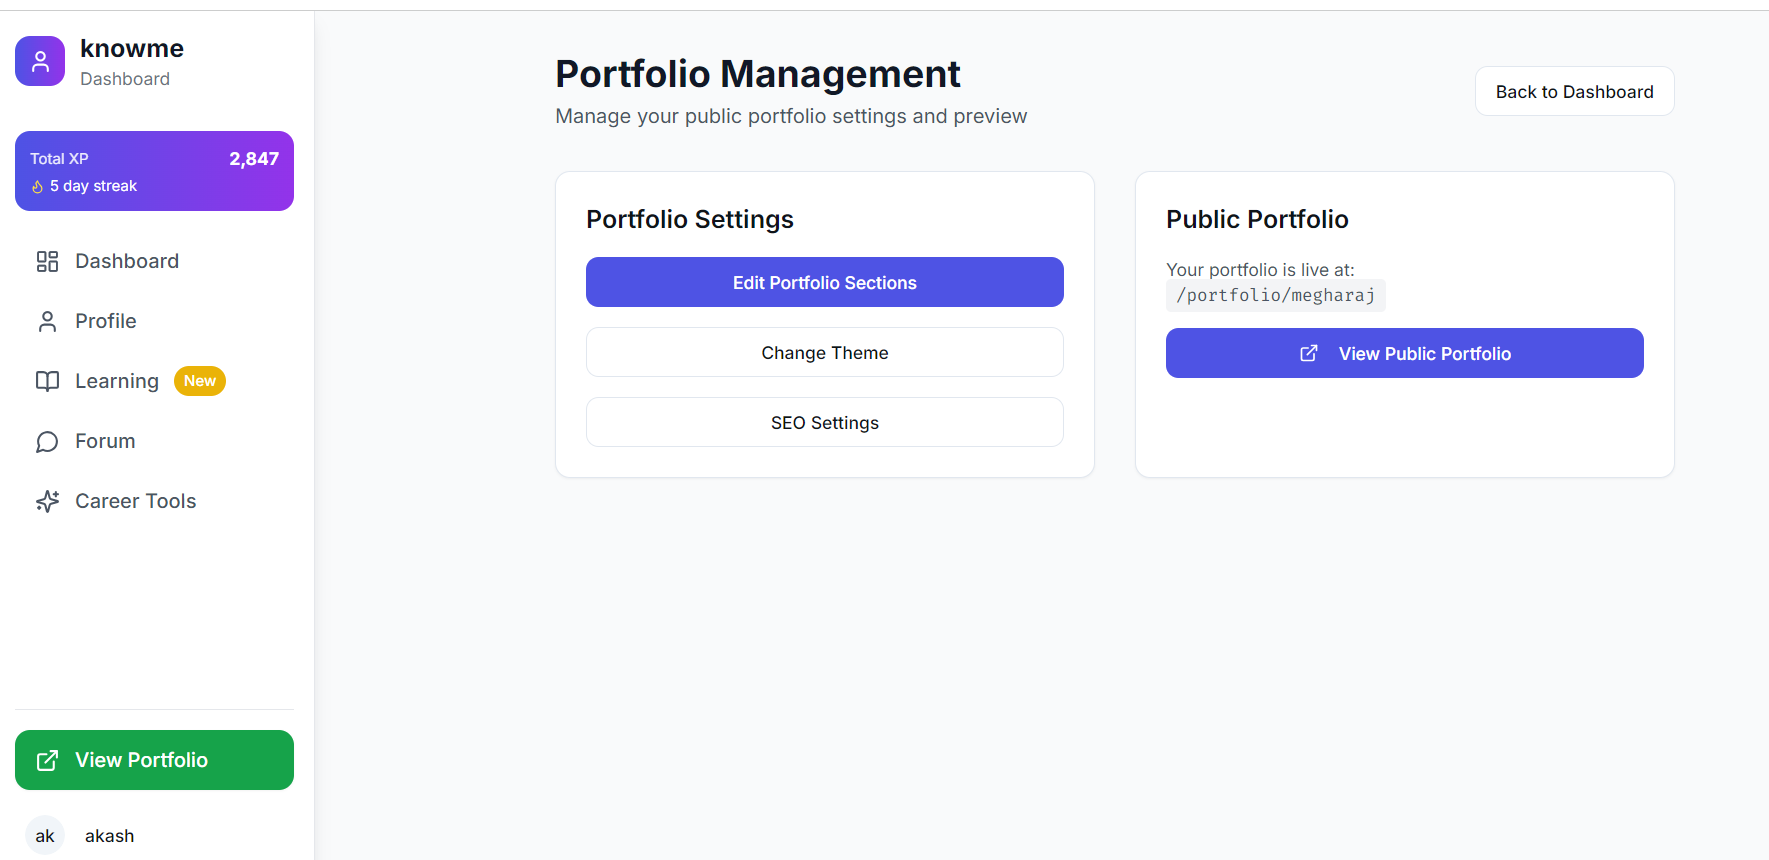 knowme
Dashboard
Total XP
2,847
5 day streak
Dashboard
Profile
Learning New
Forum
Career Tools
View Portfolio
ak akash
Portfolio Management
Manage your public portfolio settings and preview
Back to Dashboard
Portfolio Settings
Edit Portfolio Sections
Change Theme
SEO Settings
Public Portfolio
Your portfolio is live at:
/portfolio/megharaj
View Public Portfolio